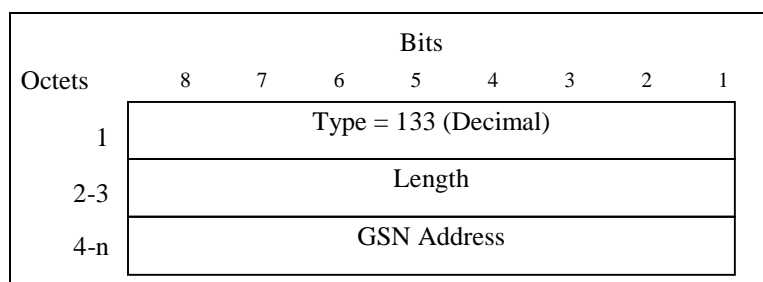 Bits
Octets 8 7 6 5 4 3 2 1
1 Type = 133 (Decimal)
2-3 Length
4-n GSN Address